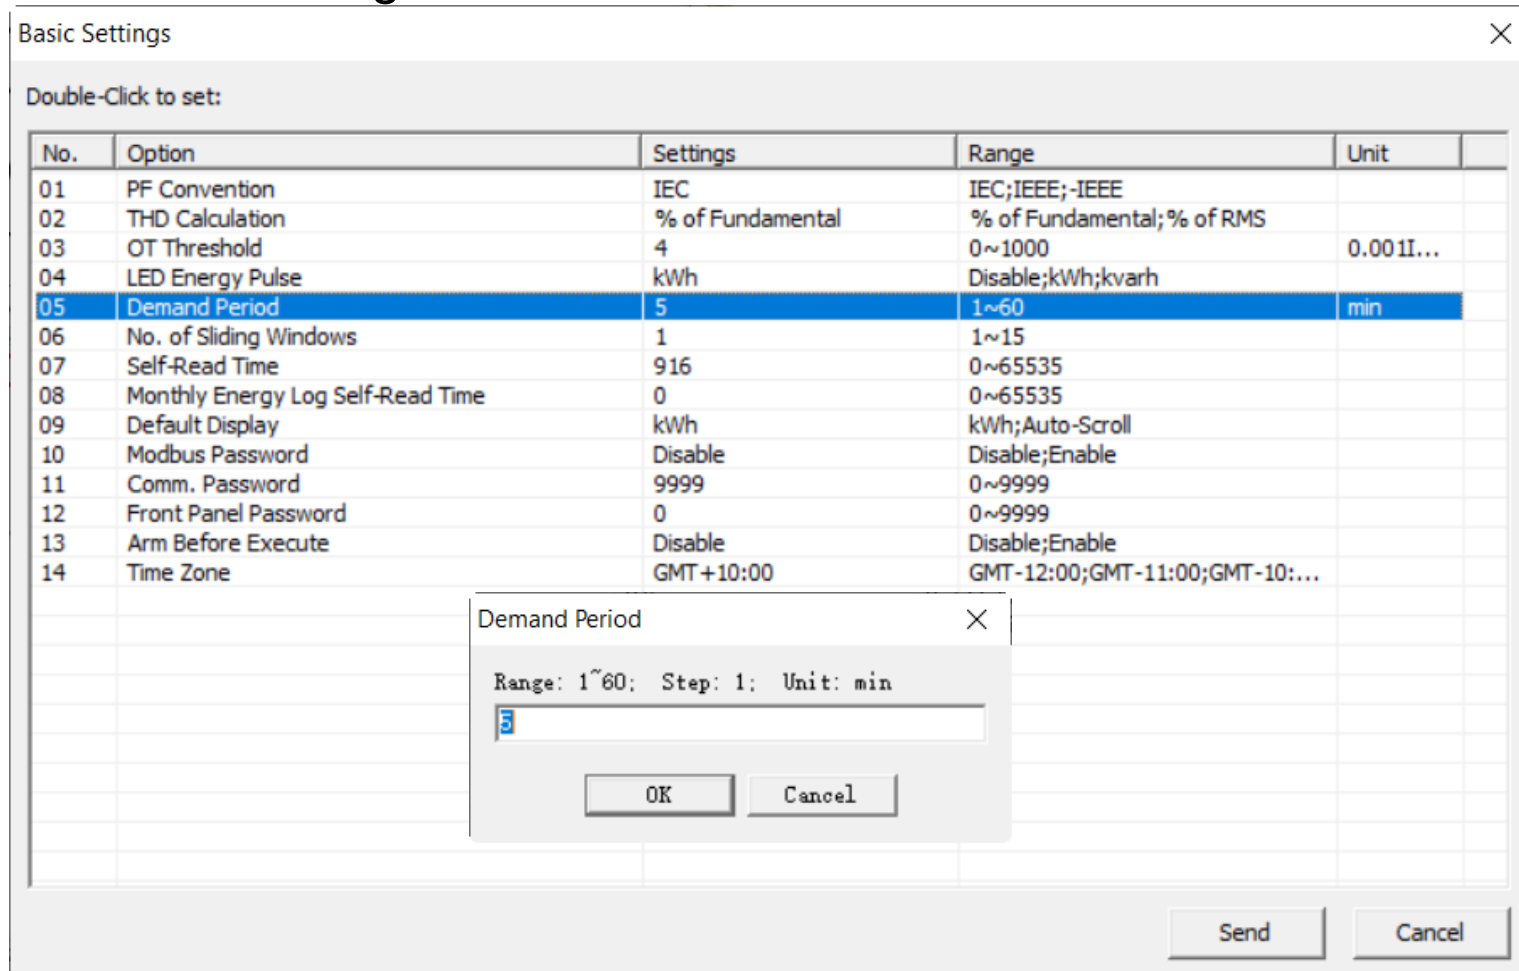 Basic Settings
Double-Click to set:
No. Option Settings Range Unit
01 PF Convention IEC IEC;IEEE;-IEEE
02 THD Calculation % of Fundamental % of Fundamental;% of RMS
03 OT Threshold 4 0~1000 0.001I...
04 LED Energy Pulse kWh Disable;kWh;kvarh
05 Demand Period 5 1~60 min
06 No. of Sliding Windows 1 1~15
07 Self-Read Time 916 0~65535
08 Monthly Energy Log Self-Read Time 0 0~65535
09 Default Display kWh kWh;Auto-Scroll
10 Modbus Password Disable Disable;Enable
11 Comm. Password 9999 0~9999
12 Front Panel Password 0 0~9999
13 Arm Before Execute Disable Disable;Enable
14 Time Zone GMT+10:00 GMT-12:00;GMT-11:00;GMT-10:...
Demand Period
Range: 1~60; Step: 1; Unit: min
5
OK Cancel
Send Cancel